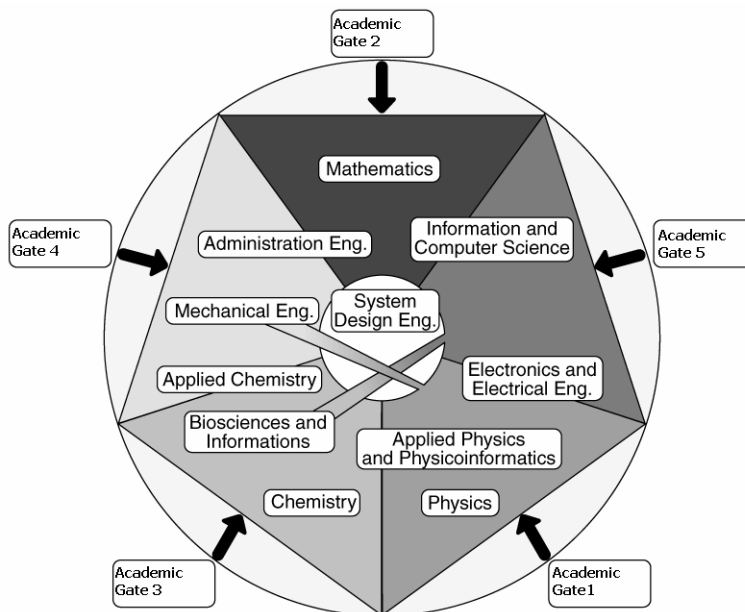 Academic
Gate 2
Mathematics
Academic
Gate 4
Administration Eng.
Information and
Computer Science
Academic
Gate 5
Mechanical Eng.
System
Design Eng.
Applied Chemistry
Electronics and
Electrical Eng.
Biosciences and
Informations
Applied Physics
and Physicoinformatics
Chemistry
Physics
Academic
Gate 3
Academic
Gate1